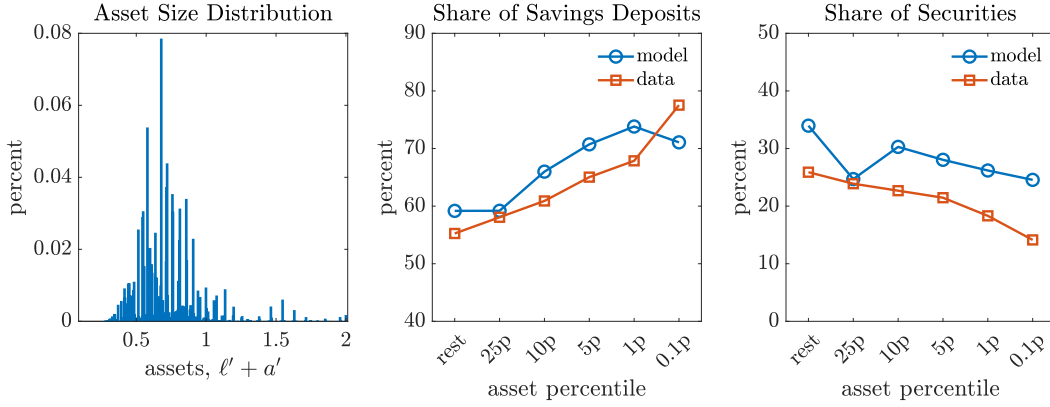 Asset Size Distribution
percent
0.08
0.06
0.04
0.02
0
0.5
1
1.5
2
assets, ℓ′ + a′
Share of Savings Deposits
percent
90
80
70
60
50
40
model
data
rest
25p
10p
5p
1p
0.1p
asset percentile
Share of Securities
percent
50
40
30
20
10
0
model
data
rest
25p
10p
5p
1p
0.1p
asset percentile